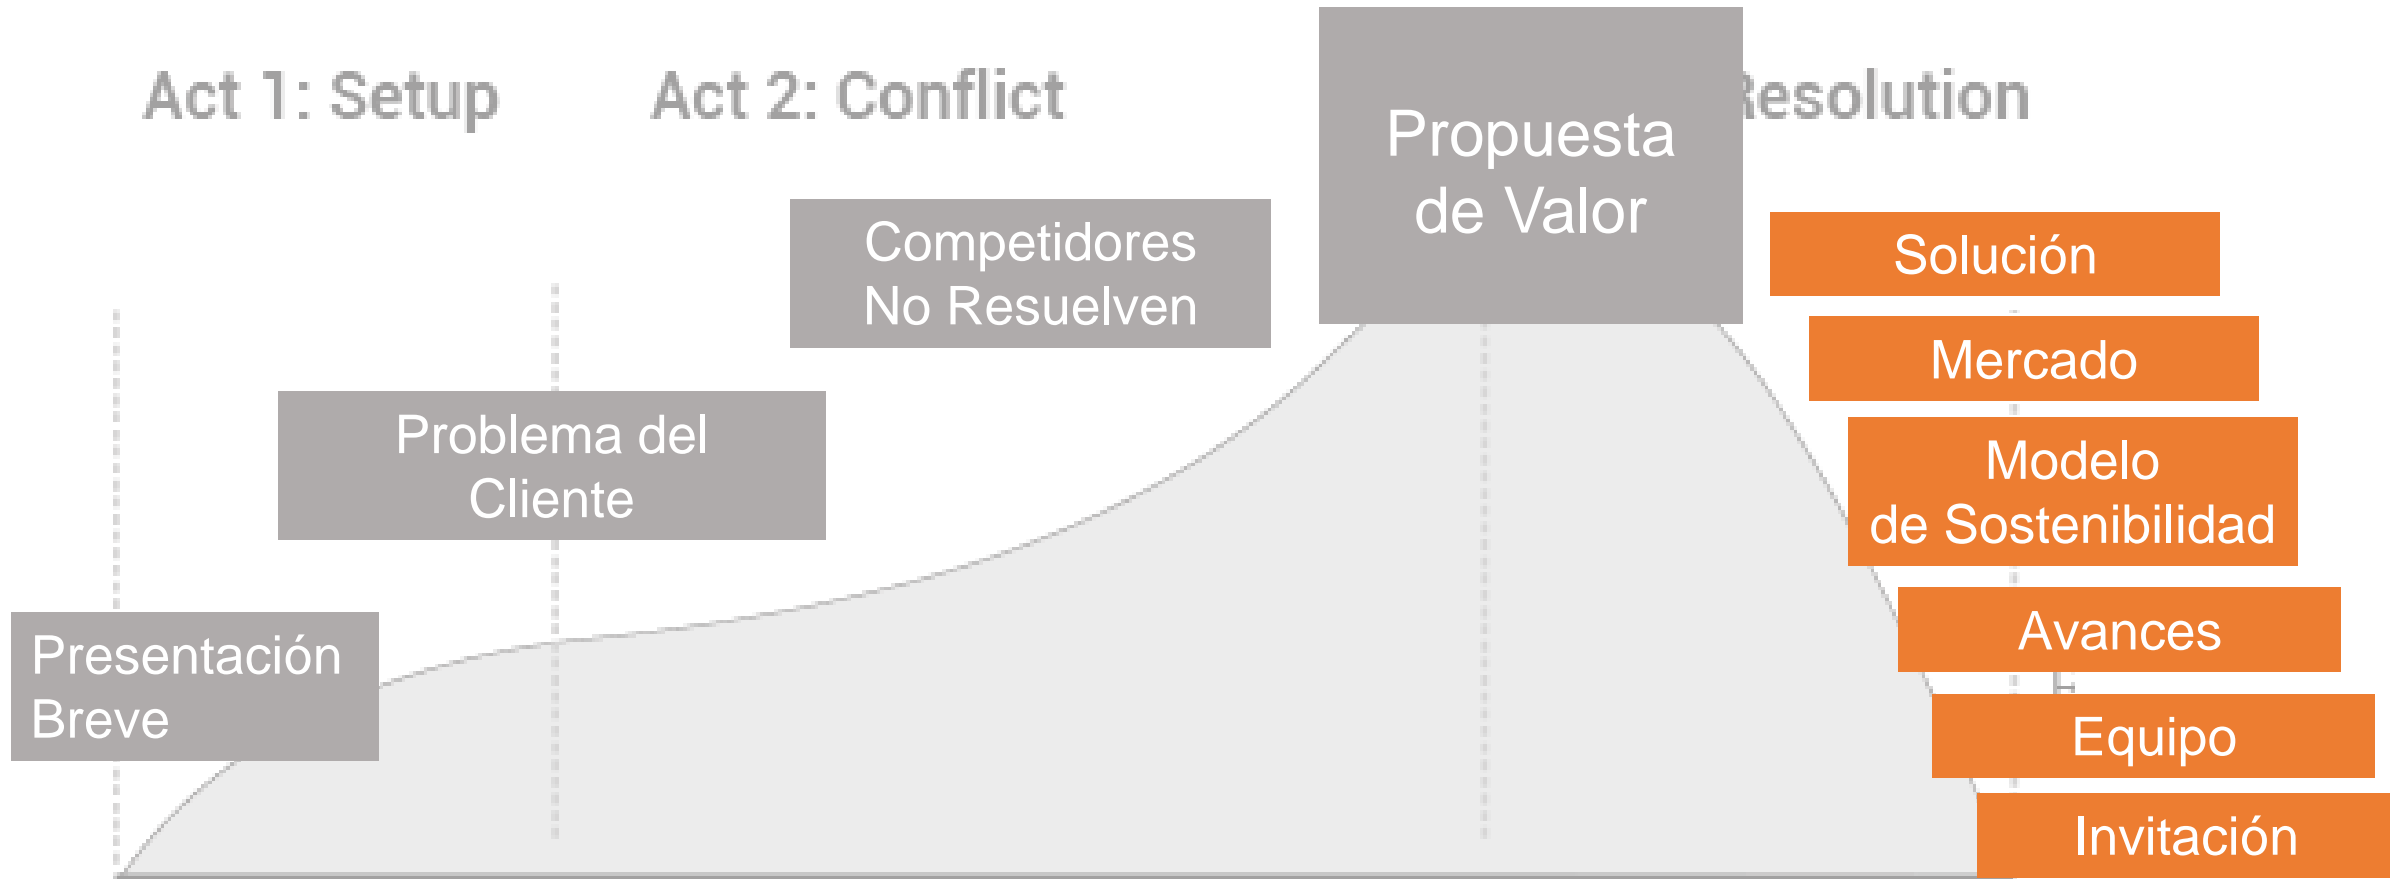 Act 1: Setup
Act 2: Conflict
Resolution
Propuesta
de Valor
Competidores
No Resuelven
Problema del
Cliente
Presentación
Breve
Solución
Mercado
Modelo
de Sostenibilidad
Avances
Equipo
Invitación